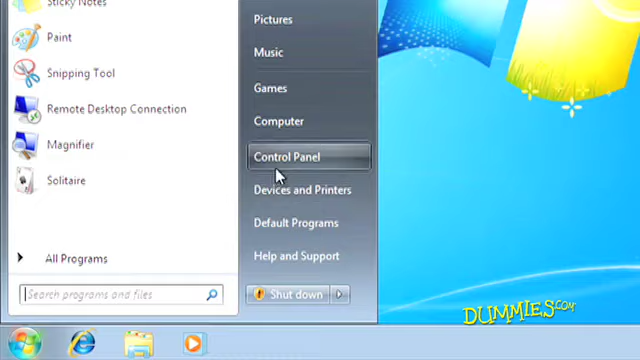 Sticky Notes
Paint
Snipping Tool
Remote Desktop Connection
Magnifier
Solitaire
All Programs
Search programs and files
Pictures
Music
Games
Computer
Control Panel
Devices and Printers
Default Programs
Help and Support
Shut down
DUMMIES.COM